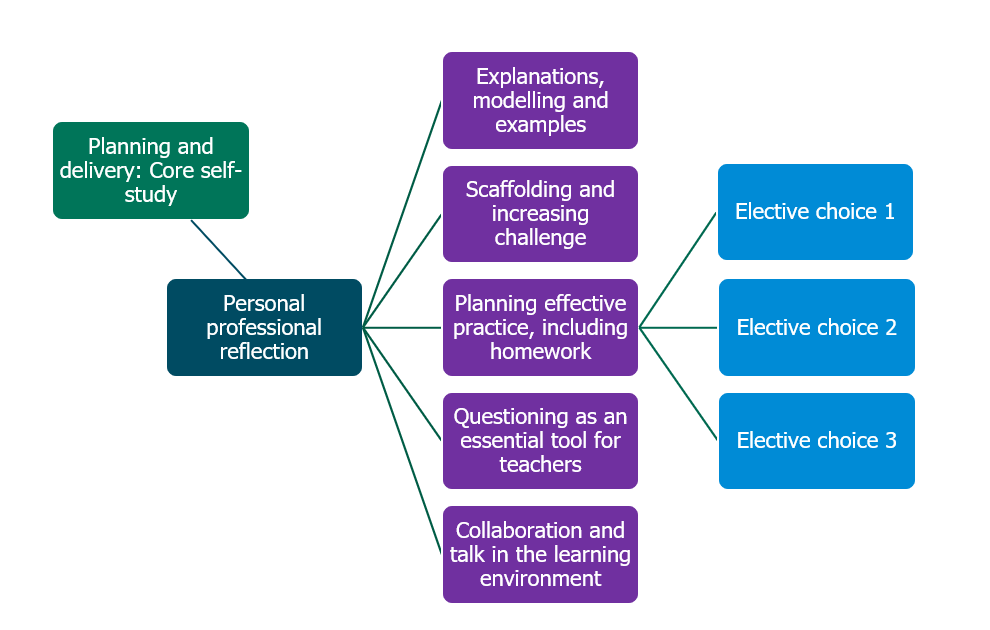 Planning and
delivery: Core self-
study
Personal
professional
reflection
Explanations,
modelling and
examples
Scaffolding and
increasing
challenge
Planning effective
practice, including
homework
Questioning as an
essential tool for
teachers
Collaboration and
talk in the learning
environment
Elective choice 1
Elective choice 2
Elective choice 3